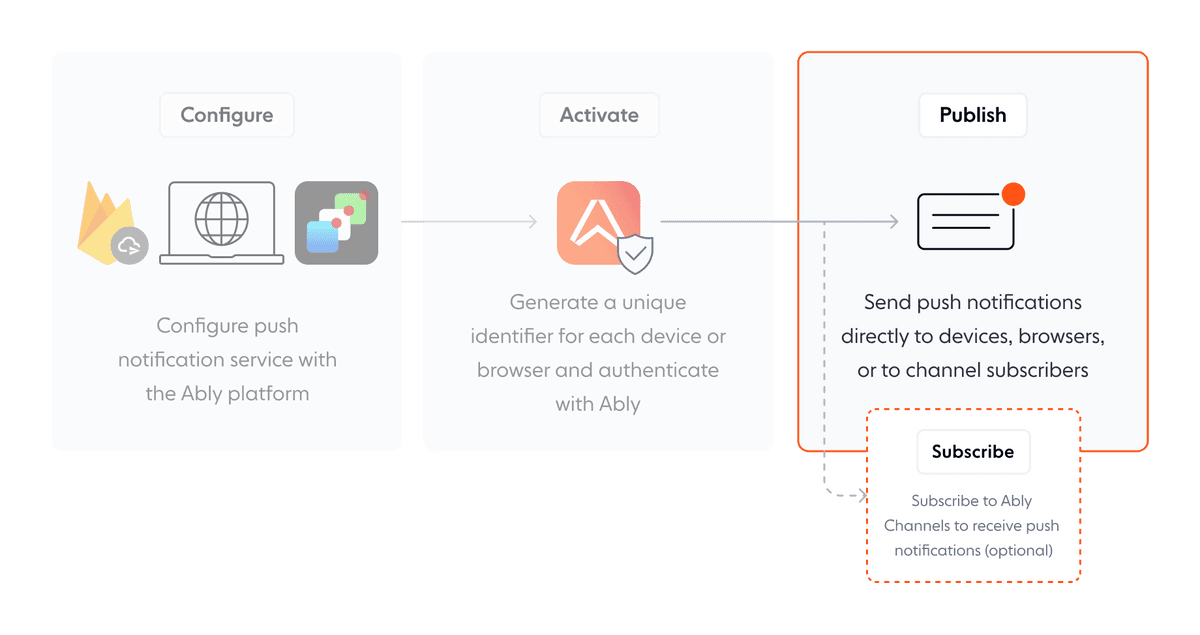 Configure
Configure push
notification service with
the Ably platform
Activate
Generate a unique
identifier for each device or
browser and authenticate
with Ably
Publish
Send push notifications
directly to devices, browsers,
or to channel subscribers
Subscribe
Subscribe to Ably
Channels to receive push
notifications (optional)